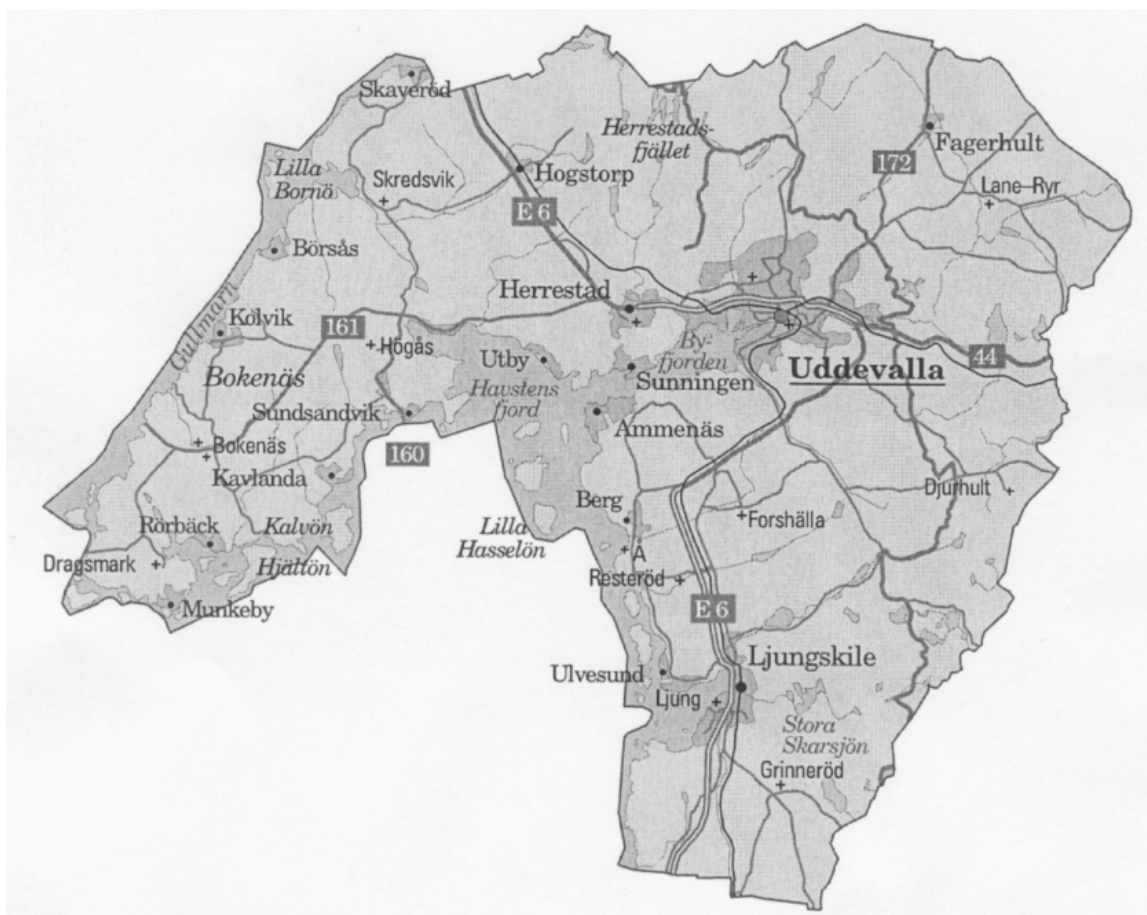 Skaveröd
Herrestads-
fjället
Fagerhult
172
Lilla
Bornö
Skredsvik
Hogstorp
Lane-Ryr
E 6
Börsås
Gullmarn
Herrestad
Kolvik
161
Högås
Utby
By-
fjorden
44
Bokenäs
Havstens
fjord
Sunningen
Uddevalla
Sundsandvik
Ammenäs
Bokenäs
160
Kavlanda
Djurhult
Berg
Forshälla
Rörbäck
Kalvön
Lilla
Hasselön
Å
Dragsmark
Hjältön
Resteröd
Munkeby
E 6
Ljungskile
Ulvesund
Ljung
Stora
Skarsjön
Grinneröd